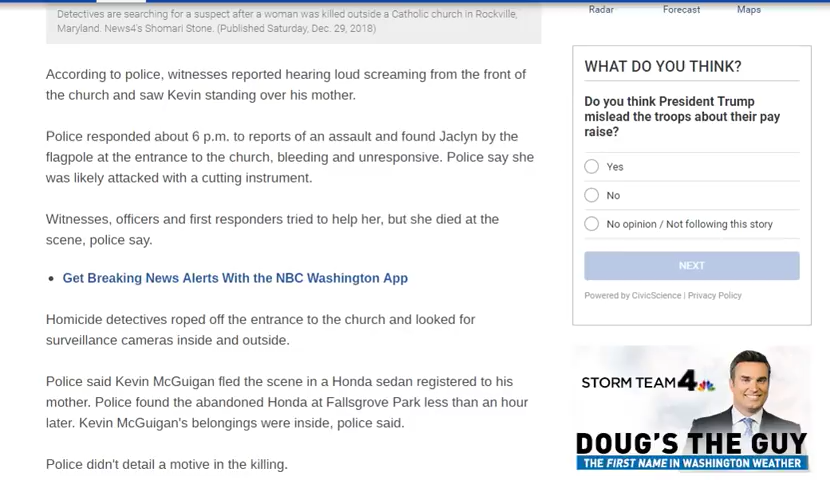 Detectives are searching for a suspect after a woman was killed outside a Catholic church in Rockville,
Maryland. News4's Shomari Stone. (Published Saturday, Dec. 29, 2018)
According to police, witnesses reported hearing loud screaming from the front of
the church and saw Kevin standing over his mother.
Police responded about 6 p.m. to reports of an assault and found Jaclyn by the
flagpole at the entrance to the church, bleeding and unresponsive. Police say she
was likely attacked with a cutting instrument.
Witnesses, officers and first responders tried to help her, but she died at the
scene, police say.
• Get Breaking News Alerts With the NBC Washington App
Homicide detectives roped off the entrance to the church and looked for
surveillance cameras inside and outside.
Police said Kevin McGuigan fled the scene in a Honda sedan registered to his
mother. Police found the abandoned Honda at Fallsgrove Park less than an hour
later. Kevin McGuigan's belongings were inside, police said.
Police didn't detail a motive in the killing.
Radar Forecast Maps
WHAT DO YOU THINK?
Do you think President Trump
mislead the troops about their pay
raise?
Yes
No
No opinion / Not following this story
NEXT
Powered by CivicScience | Privacy Policy
STORM TEAM 4
DOUG'S THE GUY
THE FIRST NAME IN WASHINGTON WEATHER